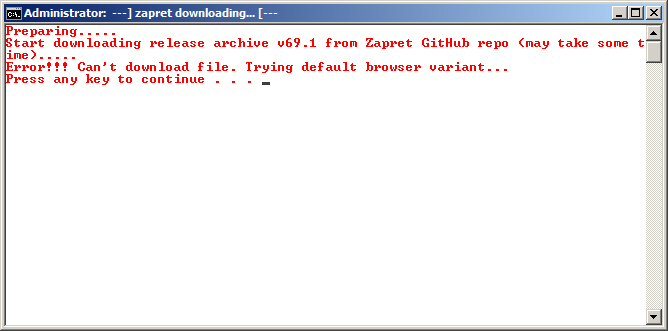 Administrator:  ---] zapret downloading... [---
Preparing.....
Start downloading release archive v69.1 from Zapret GitHub repo (may take some t
ime).....
Error!!! Can't download file. Trying default browser variant...
Press any key to continue . . .